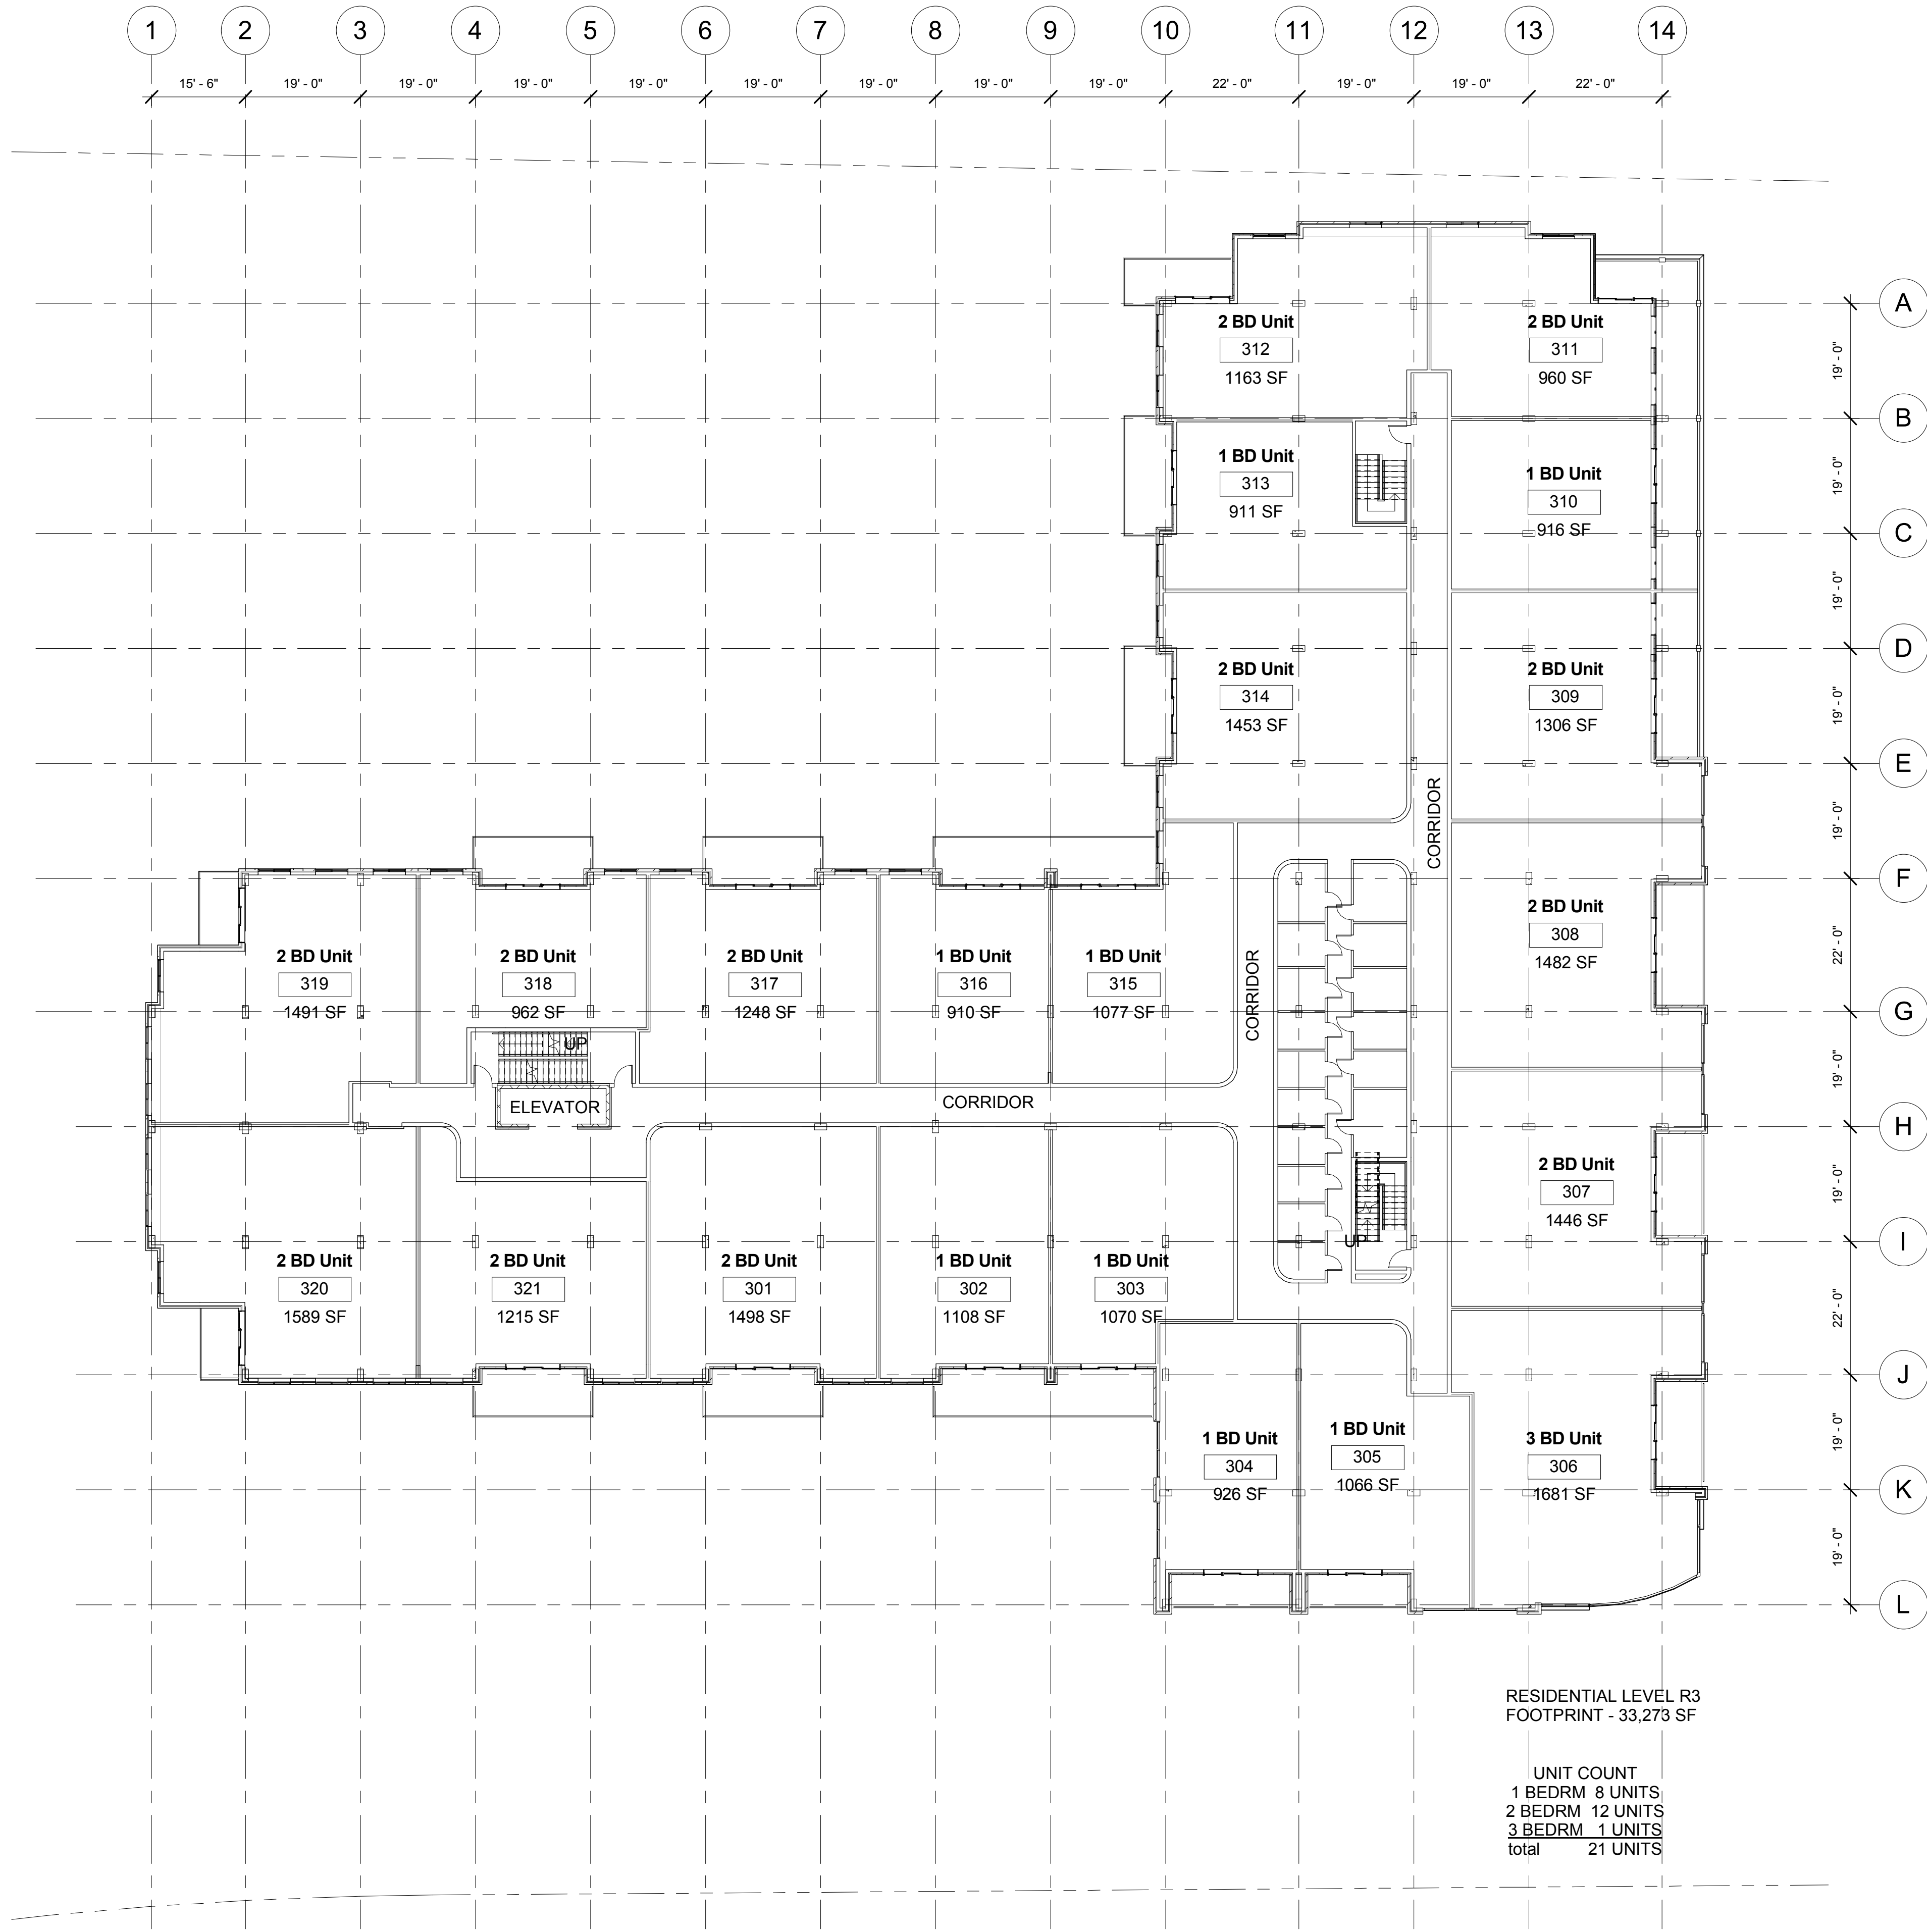 1 2 3 4 5 6 7 8 9 10 11 12 13 14
15' - 6" 19' - 0" 19' - 0" 19' - 0" 19' - 0" 19' - 0" 19' - 0" 19' - 0" 19' - 0" 22' - 0" 19' - 0" 19' - 0" 22' - 0"
A
2 BD Unit
312
1163 SF
2 BD Unit
311
960 SF
19' - 0"
B
1 BD Unit
313
911 SF
1 BD Unit
310
916 SF
19' - 0"
C
19' - 0"
D
2 BD Unit
314
1453 SF
2 BD Unit
309
1306 SF
19' - 0"
E
CORRIDOR
19' - 0"
F
2 BD Unit
319
1491 SF
2 BD Unit
318
962 SF
2 BD Unit
317
1248 SF
1 BD Unit
316
910 SF
1 BD Unit
315
1077 SF
CORRIDOR
2 BD Unit
308
1482 SF
22' - 0"
G
UP
ELEVATOR
CORRIDOR
19' - 0"
H
2 BD Unit
307
1446 SF
19' - 0"
I
UP
2 BD Unit
320
1589 SF
2 BD Unit
321
1215 SF
2 BD Unit
301
1498 SF
1 BD Unit
302
1108 SF
1 BD Unit
303
1070 SF
22' - 0"
J
1 BD Unit
304
926 SF
1 BD Unit
305
1066 SF
3 BD Unit
306
1681 SF
19' - 0"
K
19' - 0"
L
RESIDENTIAL LEVEL R3
FOOTPRINT - 33,273 SF
UNIT COUNT
1 BEDRM 8 UNITS
2 BEDRM 12 UNITS
3 BEDRM 1 UNITS
total 21 UNITS